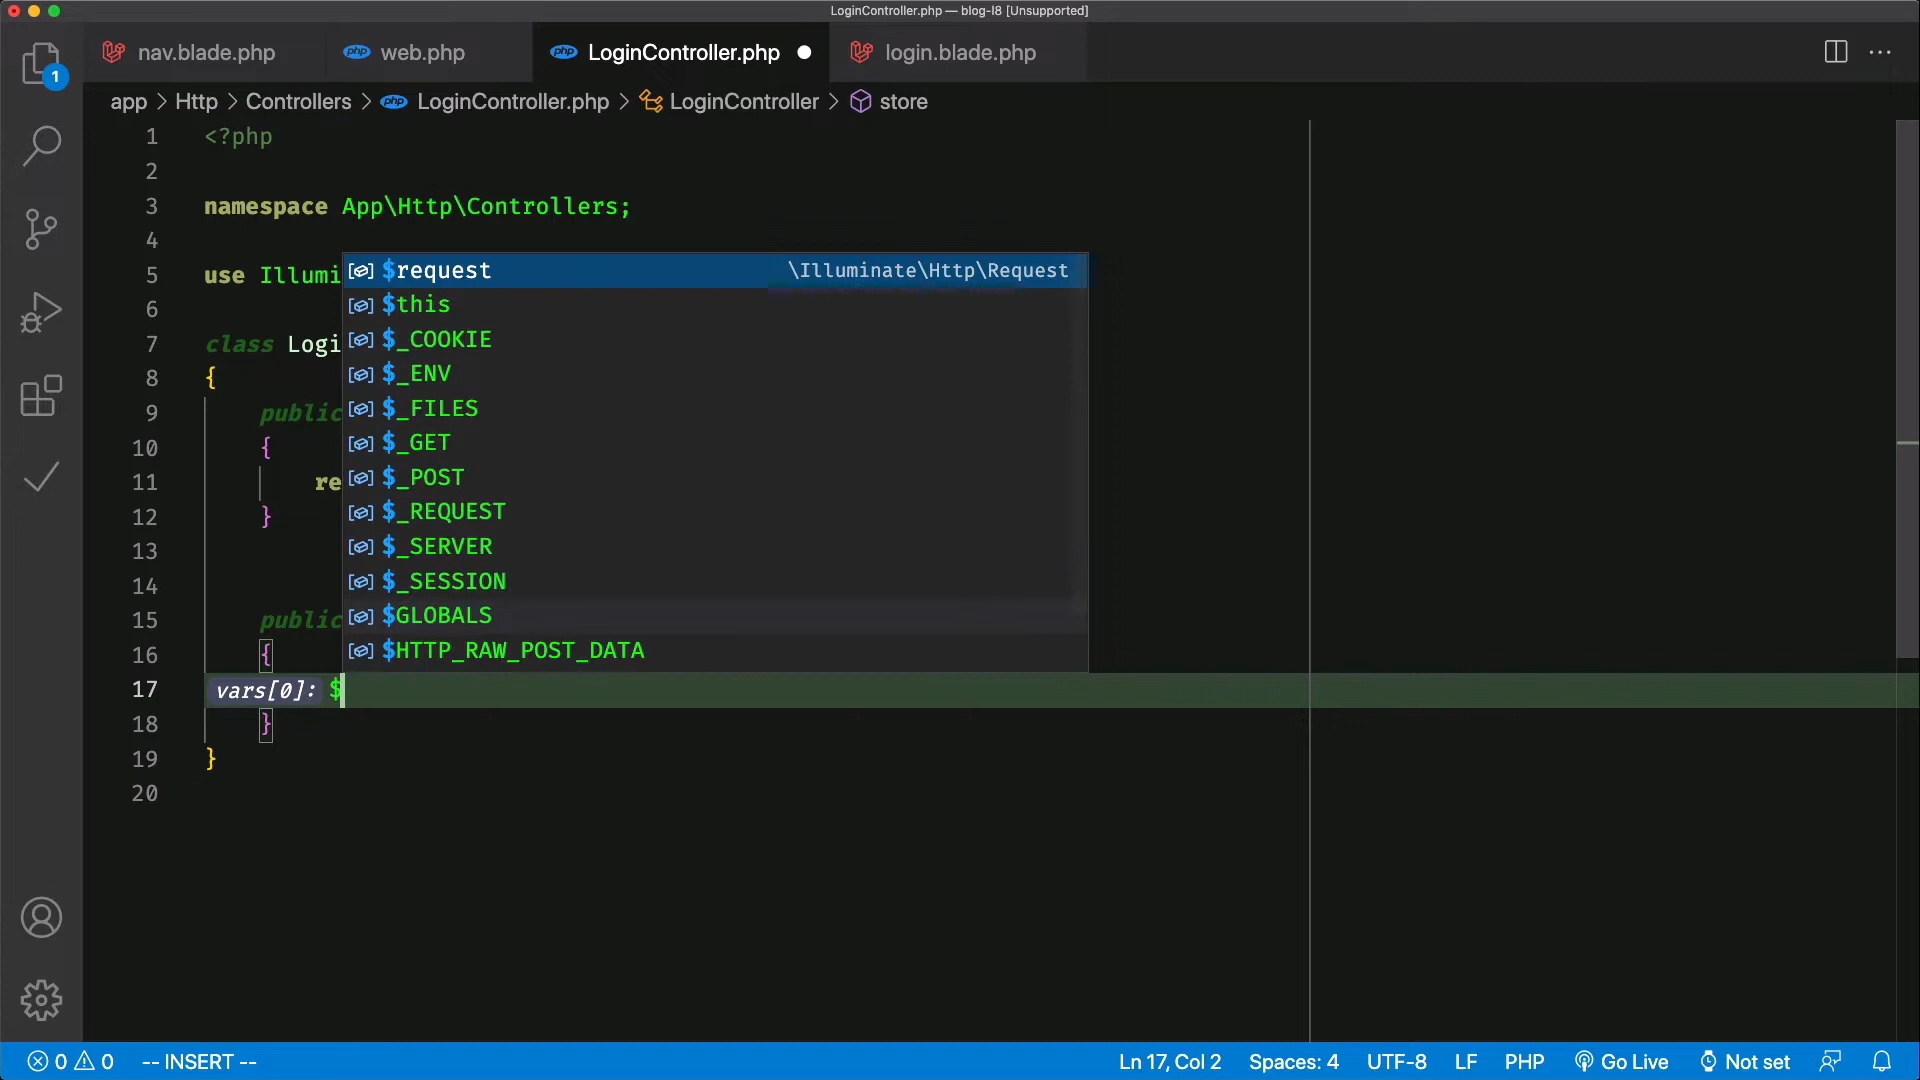 LoginController.php — blog-l8 [Unsupported]
nav.blade.php
web.php
LoginController.php
login.blade.php
1
app > Http > Controllers > LoginController.php > LoginController > store
1 <?php
2
3 namespace App\Http\Controllers;
4
5 use Illumi
6
7 class Logi
8 {
9 public
10 {
11 re
12 }
13
14
15 public
16 {
17 vars[0]: $
18 }
19 }
20
$request \Illuminate\Http\Request
$this
$_COOKIE
$_ENV
$_FILES
$_GET
$_POST
$_REQUEST
$_SERVER
$_SESSION
$GLOBALS
$HTTP_RAW_POST_DATA
0 0 -- INSERT -- Ln 17, Col 2 Spaces: 4 UTF-8 LF PHP Go Live Not set